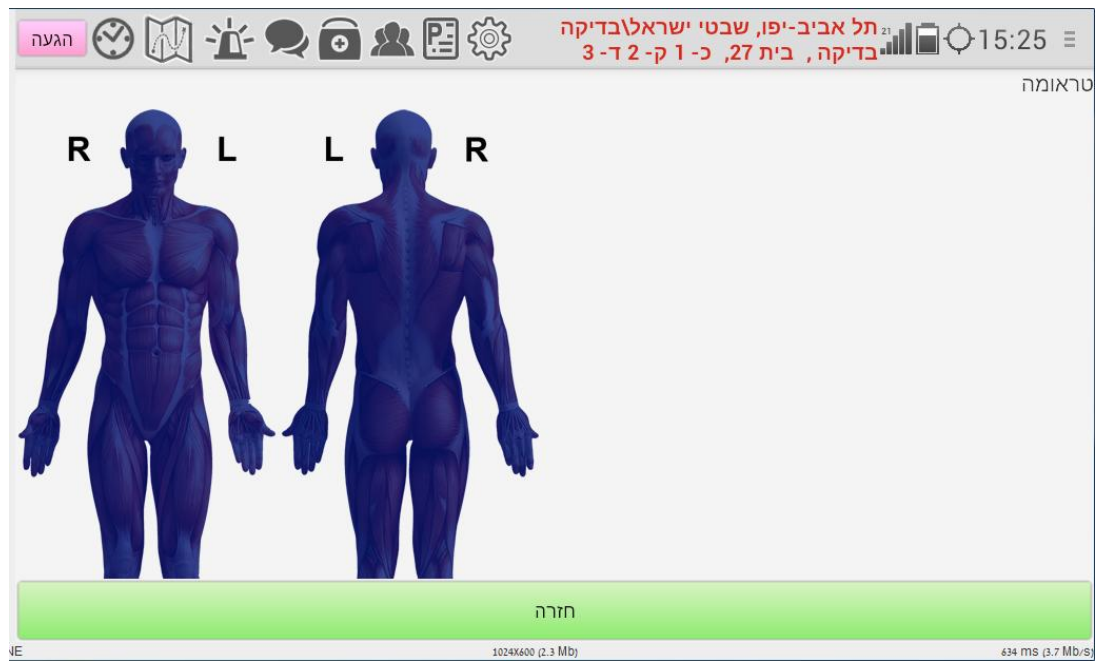 הגעה
תל אביב-יפו, שבטי ישראל\בדיקה
בדיקה , בית 27, כ- 1 ק- 2 ד- 3
21
15:25
טראומה
R L L R
חזרה
NE 1024X600 (2.3 Mb) 634 ms (3.7 Mb/s)